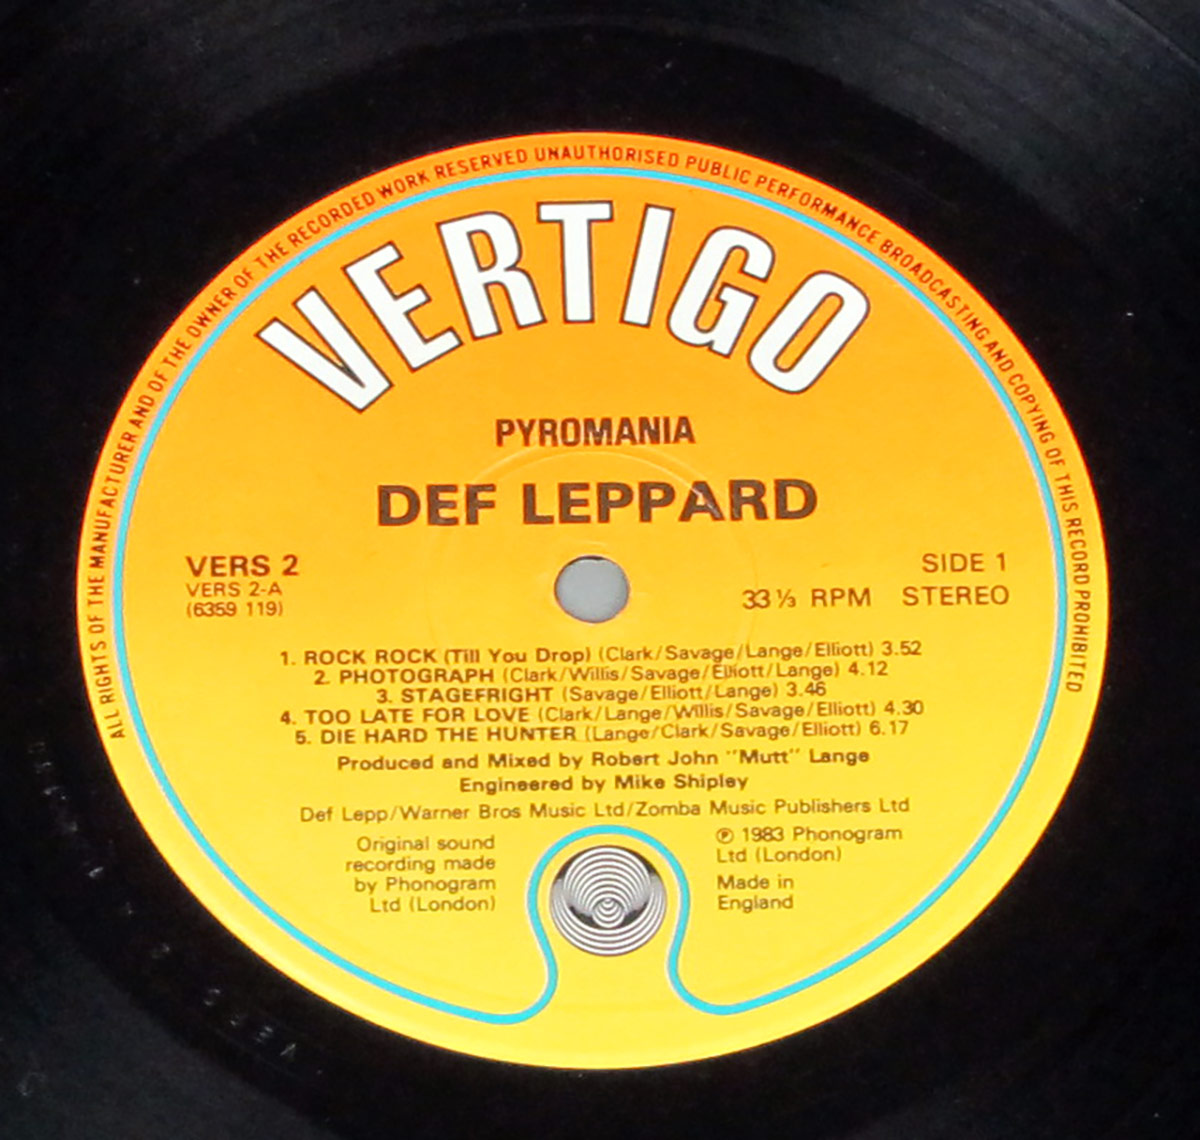 ALL RIGHTS OF THE MANUFACTURER AND OF THE OWNER OF THE RECORDED WORK RESERVED UNAUTHORISED PUBLIC PERFORMANCE BROADCASTING AND COPYING OF THIS RECORD PROHIBITED
VERTIGO
PYROMANIA
DEF LEPPARD
VERS 2
VERS 2-A
(6359 119)
SIDE 1
33⅓ RPM STEREO
1. ROCK ROCK (Till You Drop) (Clark/Savage/Lange/Elliott) 3.52
2. PHOTOGRAPH (Clark/Willis/Savage/Elliott/Lange) 4.12
3. STAGEFRIGHT (Savage/Elliott/Lange) 3.46
4. TOO LATE FOR LOVE (Clark/Lange/Willis/Savage/Elliott) 4.30
5. DIE HARD THE HUNTER (Lange/Clark/Savage/Elliott) 6.17
Produced and Mixed by Robert John "Mutt" Lange
Engineered by Mike Shipley
Def Lepp/Warner Bros Music Ltd/Zomba Music Publishers Ltd
Original sound
recording made
by Phonogram
Ltd (London)
℗ 1983 Phonogram
Ltd (London)
Made in
England